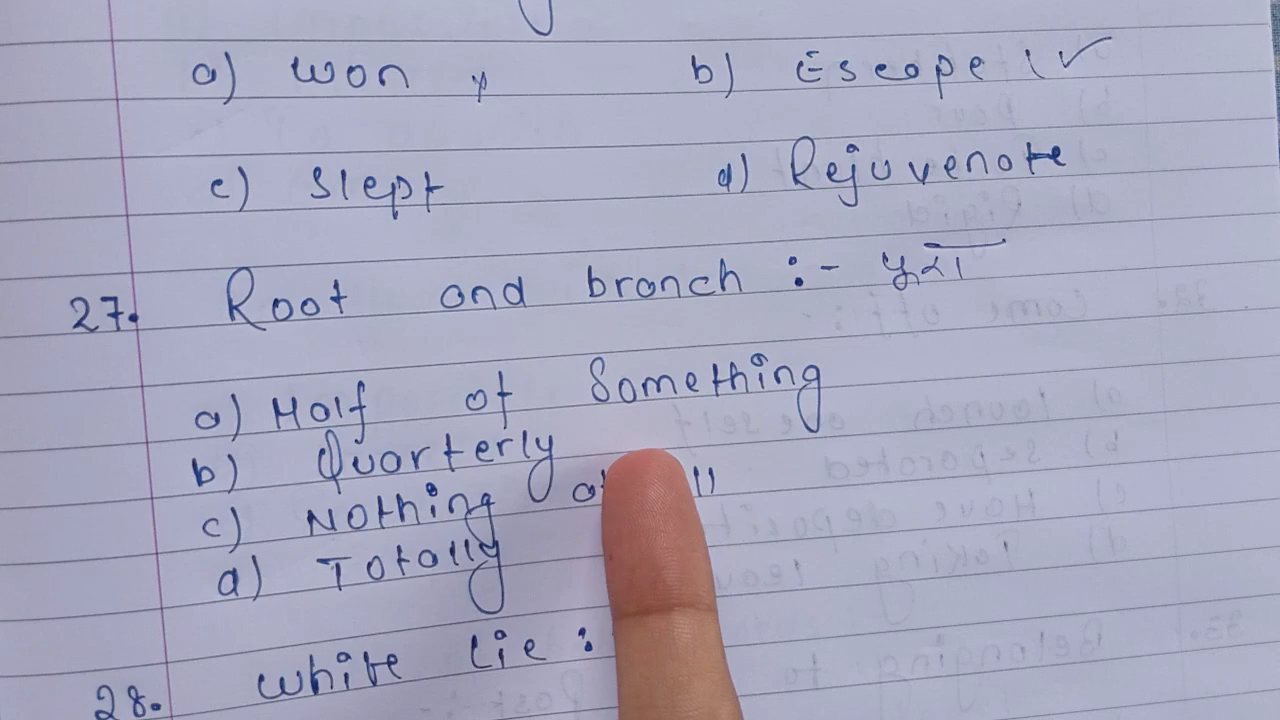 a) won x b) Escape ✓
c) Slept d) Rejuvenate
27. Root and branch :- पूरा
a) Half of Something
b) Quarterly
c) Nothing
d) Totally
28. White lie :